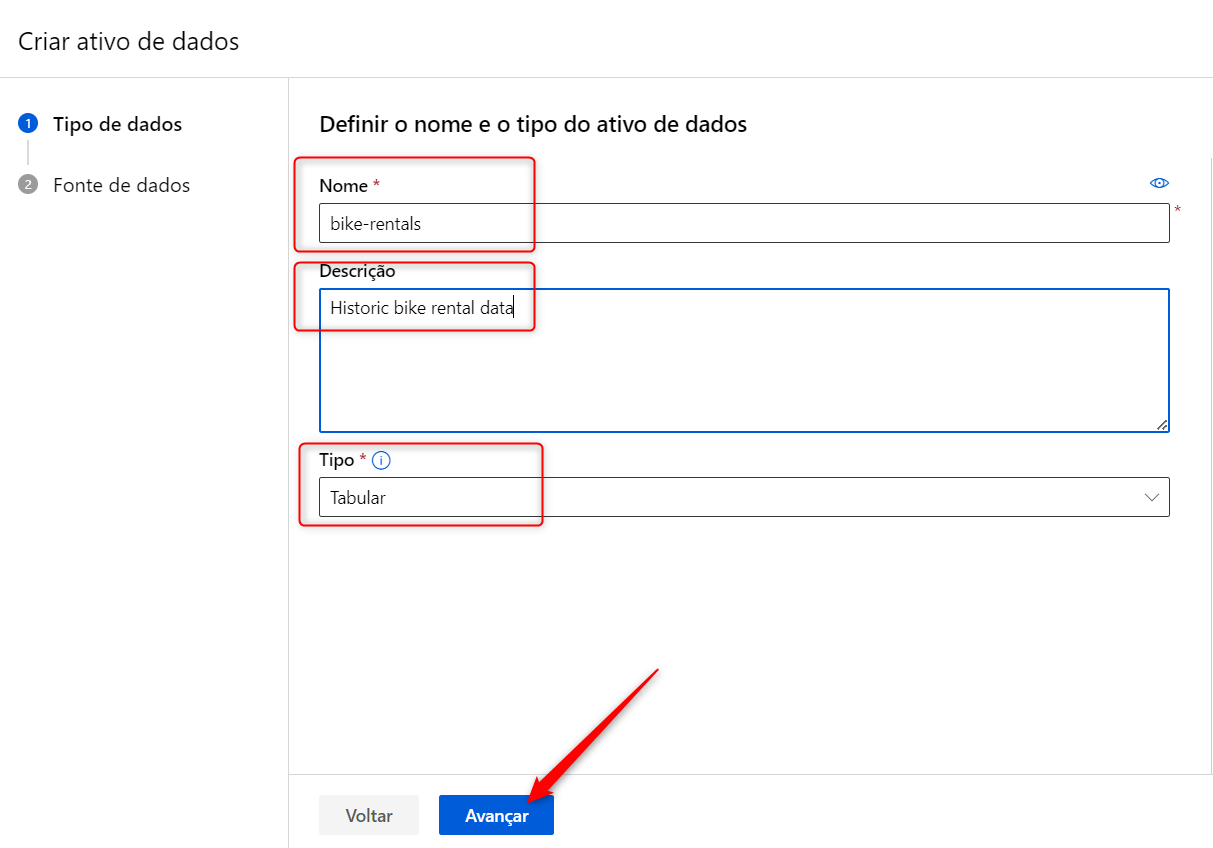 Criar ativo de dados
1 Tipo de dados
2 Fonte de dados
Definir o nome e o tipo do ativo de dados
Nome *
bike-rentals
*
Descrição
Historic bike rental data
Tipo * i
Tabular
Voltar
Avançar